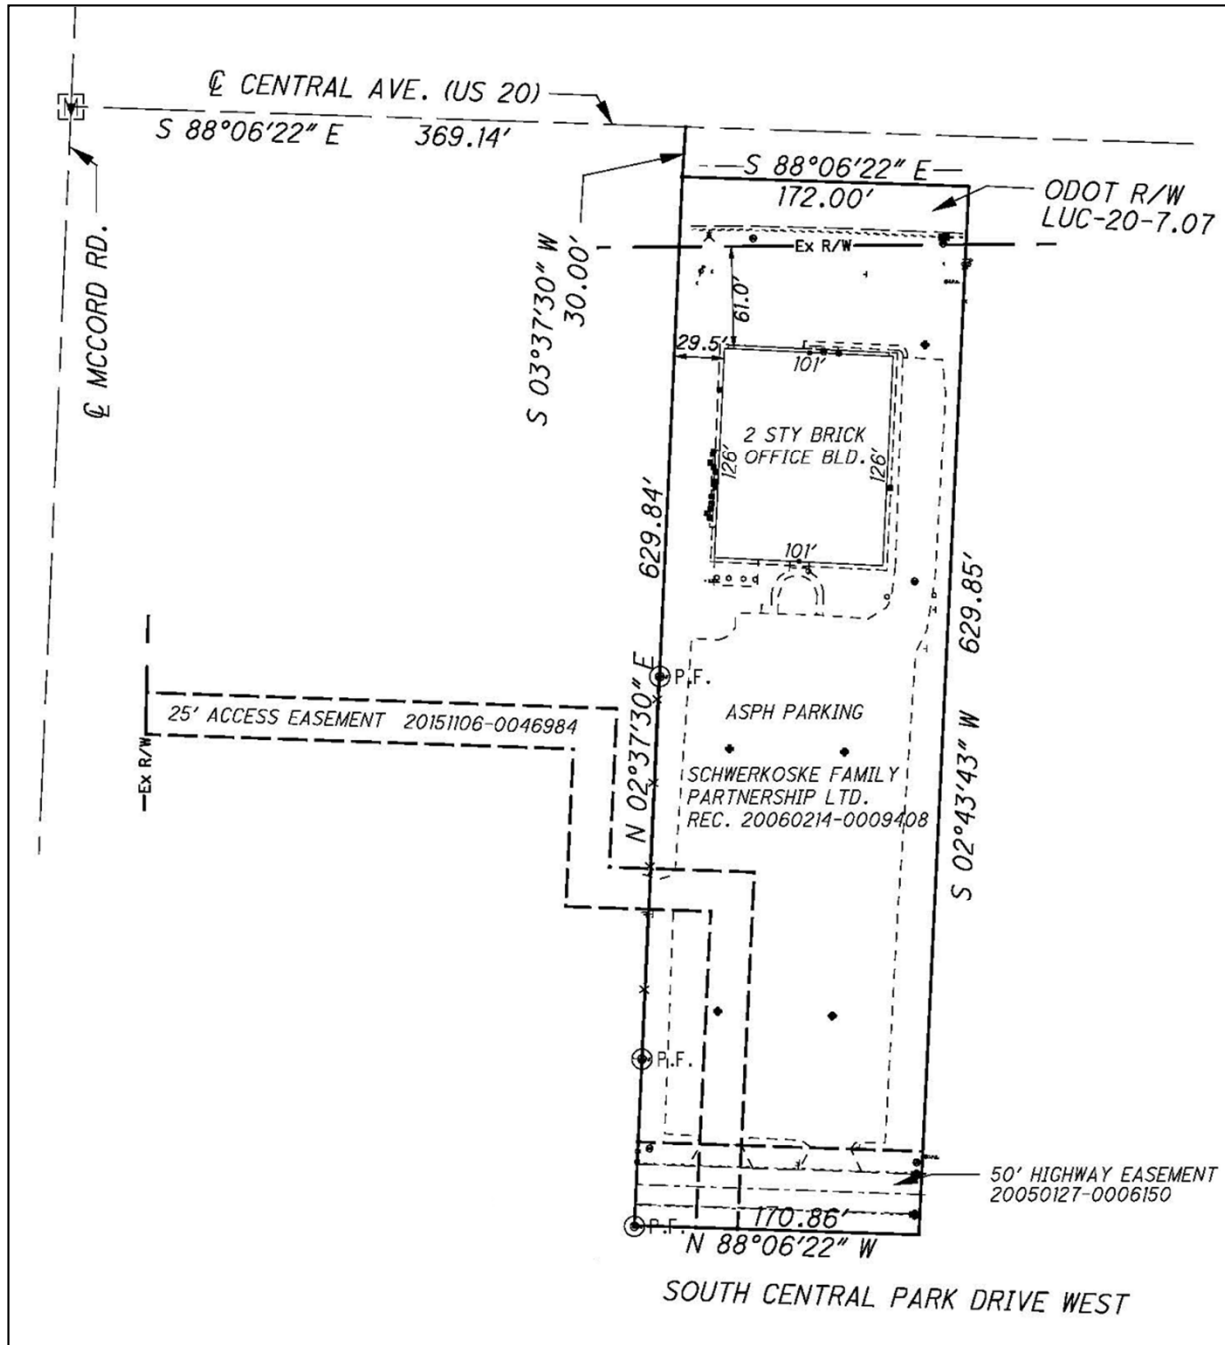 ℄ CENTRAL AVE. (US 20)
S 88°06'22" E 369.14'
S 88°06'22" E
172.00'
ODOT R/W
LUC-20-7.07
Ex R/W
℄ MCCORD RD.
S 03°37'30" W
30.00'
61.0'
29.5'
101'
2 STY BRICK
OFFICE BLD.
126'
126'
101'
629.84'
N 02°37'30" E
629.85'
S 02°43'43" W
P.F.
25' ACCESS EASEMENT 20151106-0046984
Ex R/W
ASPH PARKING
SCHWERKOSKE FAMILY
PARTNERSHIP LTD.
REC. 20060214-0009408
P.F.
50' HIGHWAY EASEMENT
20050127-0006150
170.86'
P.F.
N 88°06'22" W
SOUTH CENTRAL PARK DRIVE WEST